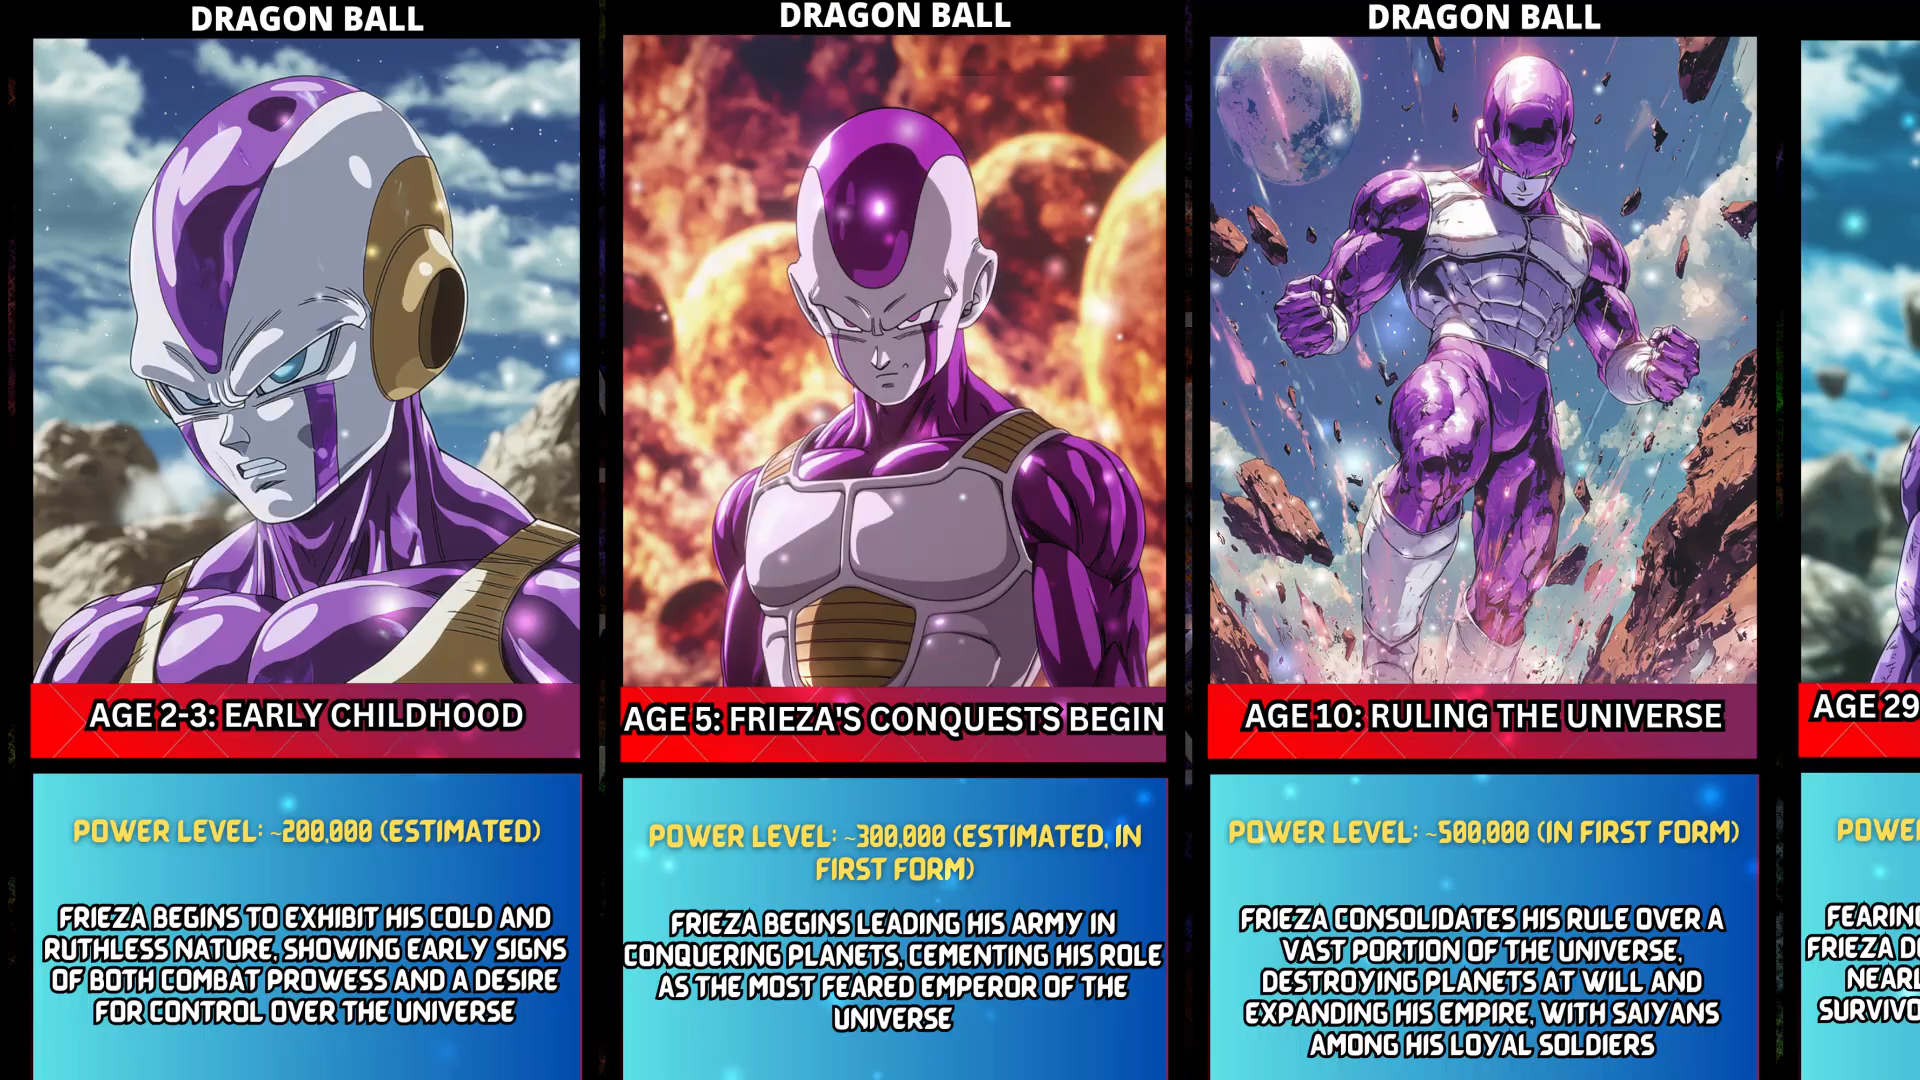 DRAGON BALL
AGE 2-3: EARLY CHILDHOOD
POWER LEVEL: ~200,000 (ESTIMATED)
FRIEZA BEGINS TO EXHIBIT HIS COLD AND
RUTHLESS NATURE, SHOWING EARLY SIGNS
OF BOTH COMBAT PROWESS AND A DESIRE
FOR CONTROL OVER THE UNIVERSE
DRAGON BALL
AGE 5: FRIEZA'S CONQUESTS BEGIN
POWER LEVEL: ~300,000 (ESTIMATED, IN
FIRST FORM)
FRIEZA BEGINS LEADING HIS ARMY IN
CONQUERING PLANETS, CEMENTING HIS ROLE
AS THE MOST FEARED EMPEROR OF THE
UNIVERSE
DRAGON BALL
AGE 10: RULING THE UNIVERSE
POWER LEVEL: ~500,000 (IN FIRST FORM)
FRIEZA CONSOLIDATES HIS RULE OVER A
VAST PORTION OF THE UNIVERSE,
DESTROYING PLANETS AT WILL AND
EXPANDING HIS EMPIRE, WITH SAIYANS
AMONG HIS LOYAL SOLDIERS
AGE 29
FRIEZA